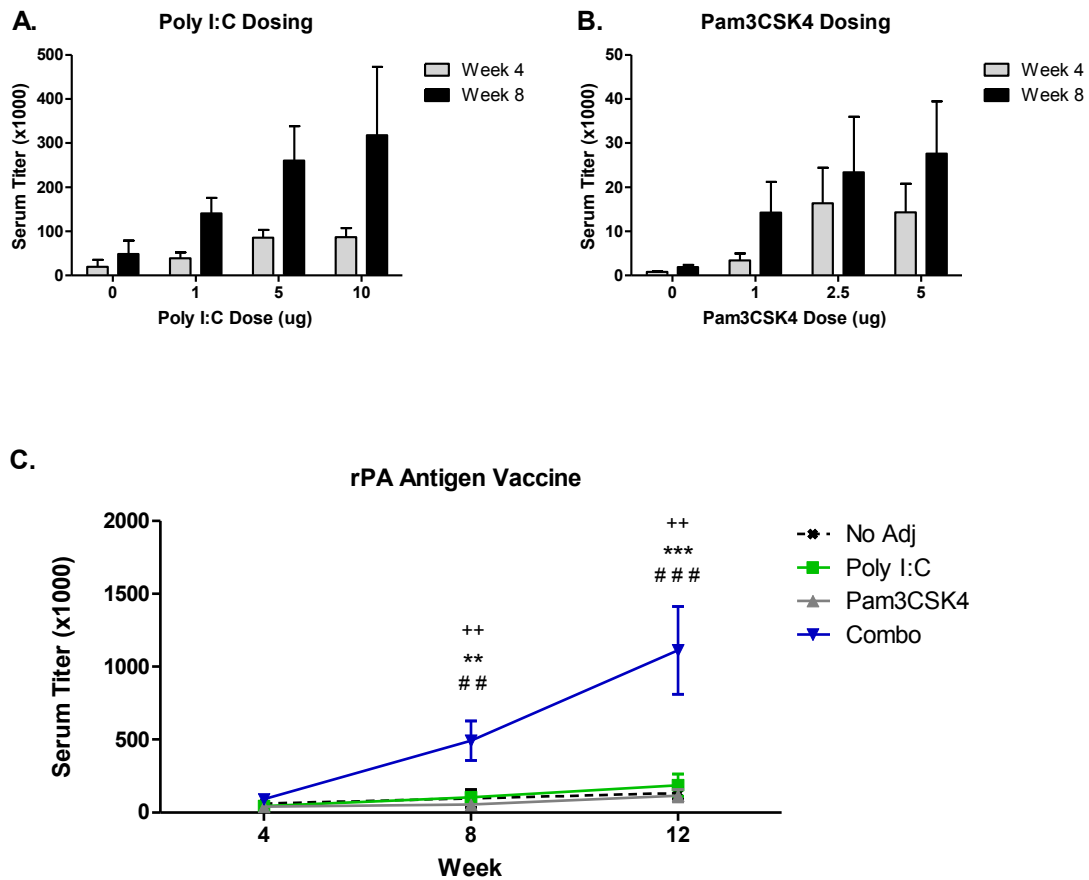 A.
Poly I:C Dosing
500
400
300
200
100
0
Serum Titer (x1000)
0 1 5 10
Poly I:C Dose (ug)
Week 4
Week 8
B.
Pam3CSK4 Dosing
50
40
30
20
10
0
Serum Titer (x1000)
0 1 2.5 5
Pam3CSK4 Dose (ug)
Week 4
Week 8
C.
rPA Antigen Vaccine
2000
1500
1000
500
0
Serum Titer (x1000)
++
**
##
++
***
###
4 8 12
Week
No Adj
Poly I:C
Pam3CSK4
Combo